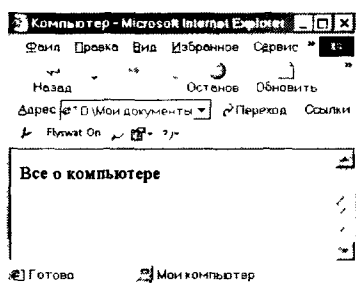 Компьютер - Microsoft Internet Explorer
Файл Правка Вид Избранное Сервис »
Назад Останов Обновить »
Адрес D:\Мои документы Переход Ссылки
Flyswat On
Все о компьютере
Готово Мой компьютер